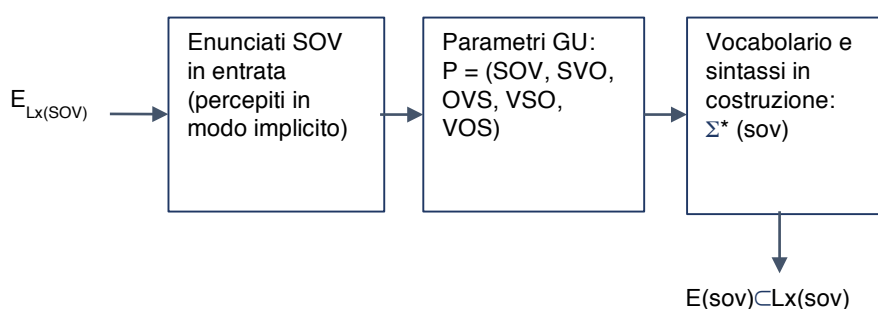 E Lx(SOV)
Enunciati SOV
in entrata
(percepiti in
modo implicito)
Parametri GU:
P = (SOV, SVO,
OVS, VSO,
VOS)
Vocabolario e
sintassi in
costruzione:
Σ* (sov)
E(sov)⊂Lx(sov)